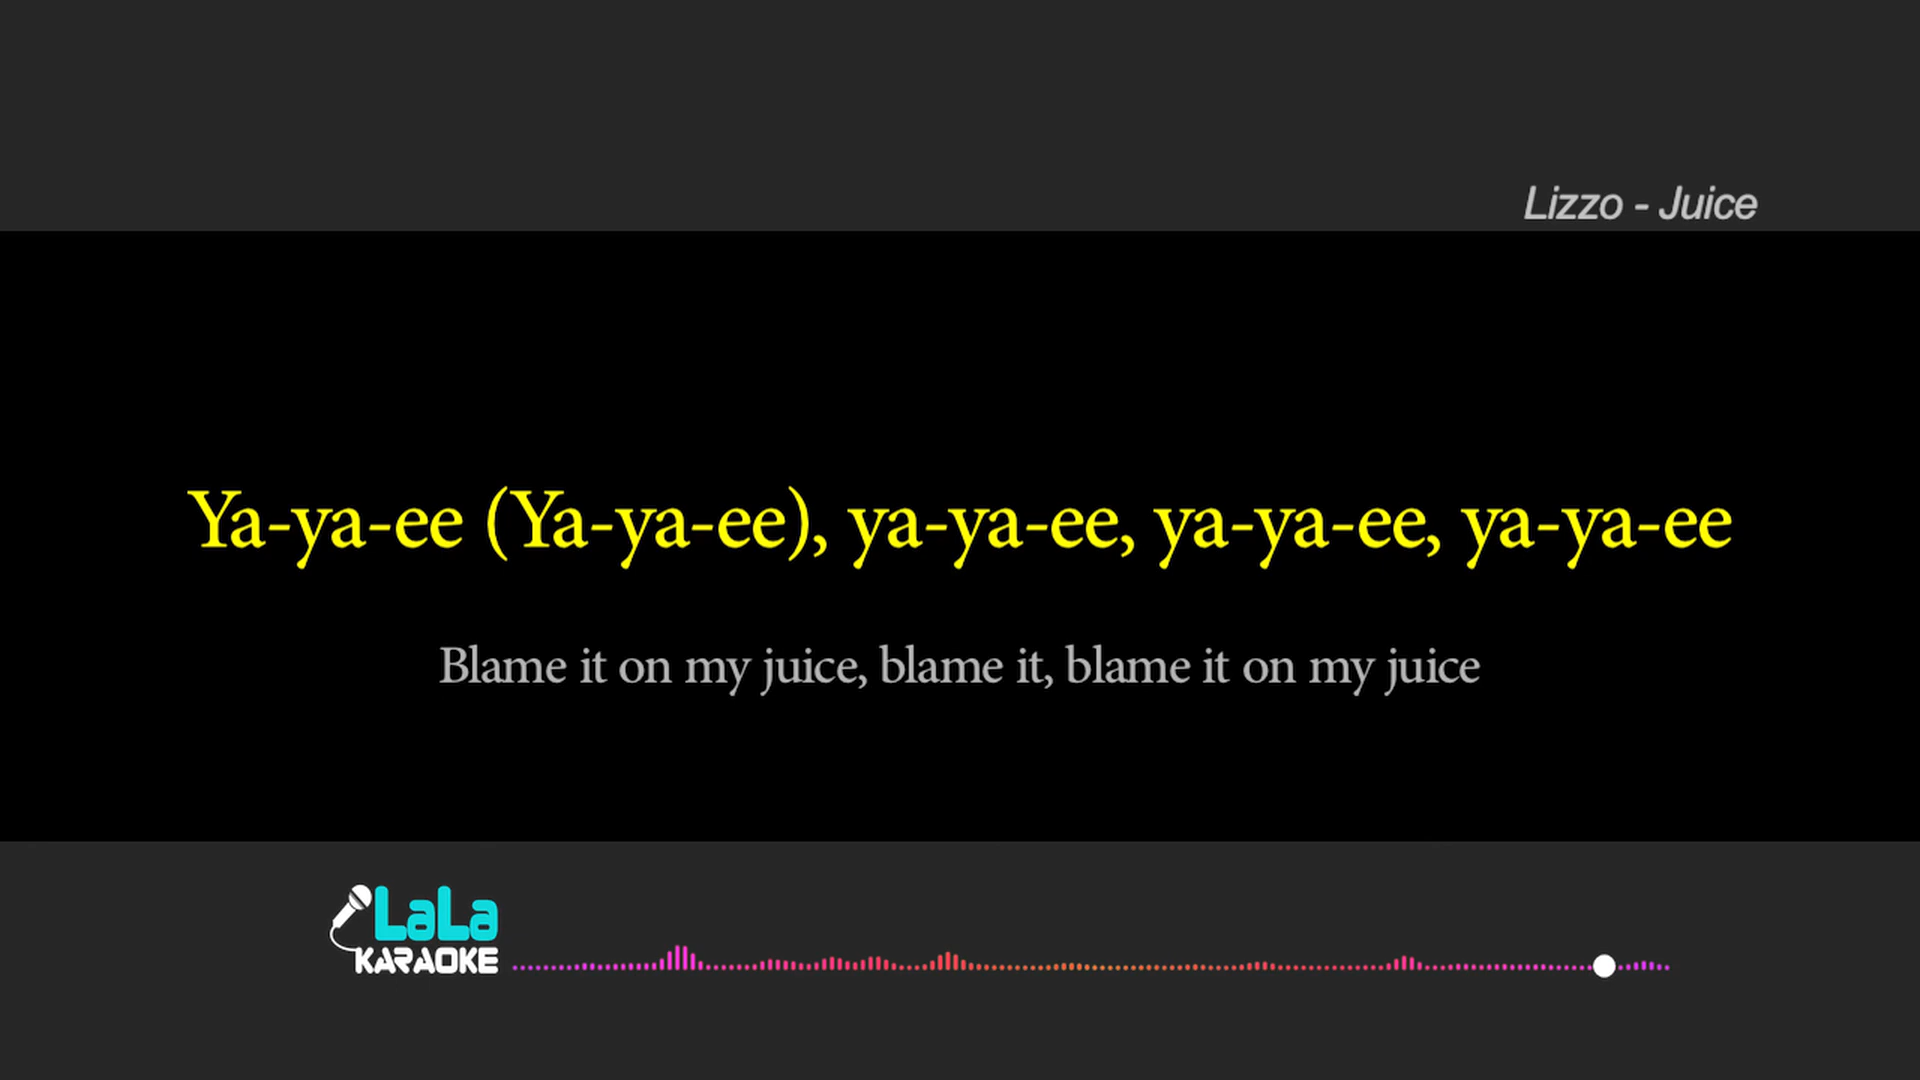 Lizzo - Juice
Ya-ya-ee (Ya-ya-ee), ya-ya-ee, ya-ya-ee, ya-ya-ee
Blame it on my juice, blame it, blame it on my juice
LaLa
KARAOKE